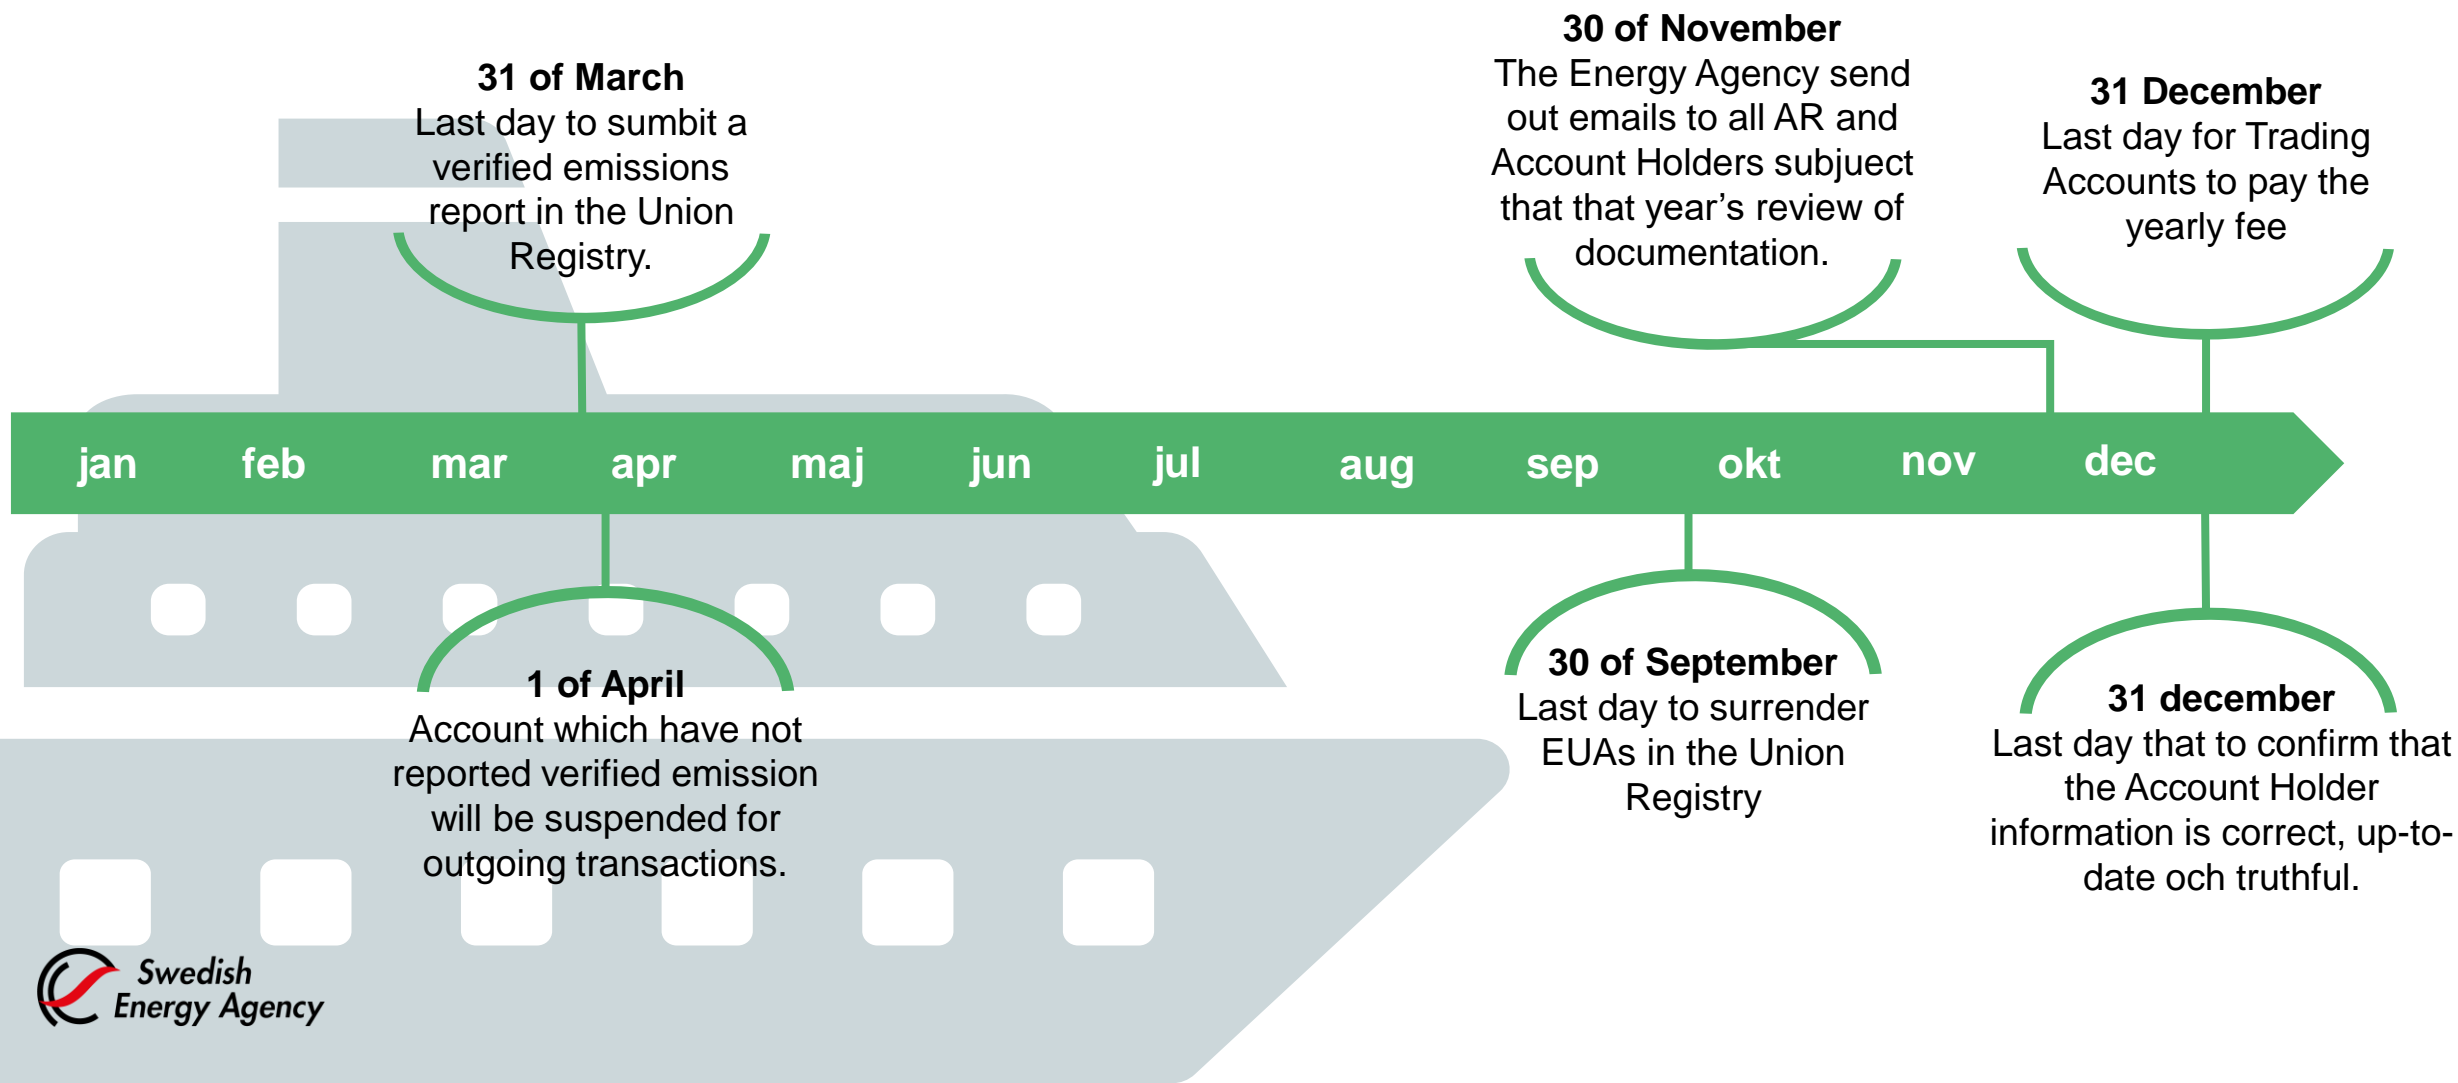 31 of March
Last day to sumbit a
verified emissions
report in the Union
Registry.
30 of November
The Energy Agency send
out emails to all AR and
Account Holders subjuect
that that year’s review of
documentation.
31 December
Last day for Trading
Accounts to pay the
yearly fee
jan feb mar apr maj jun jul aug sep okt nov dec
1 of April
Account which have not
reported verified emission
will be suspended for
outgoing transactions.
30 of September
Last day to surrender
EUAs in the Union
Registry
31 december
Last day that to confirm that
the Account Holder
information is correct, up-to-
date och truthful.
Swedish
Energy Agency